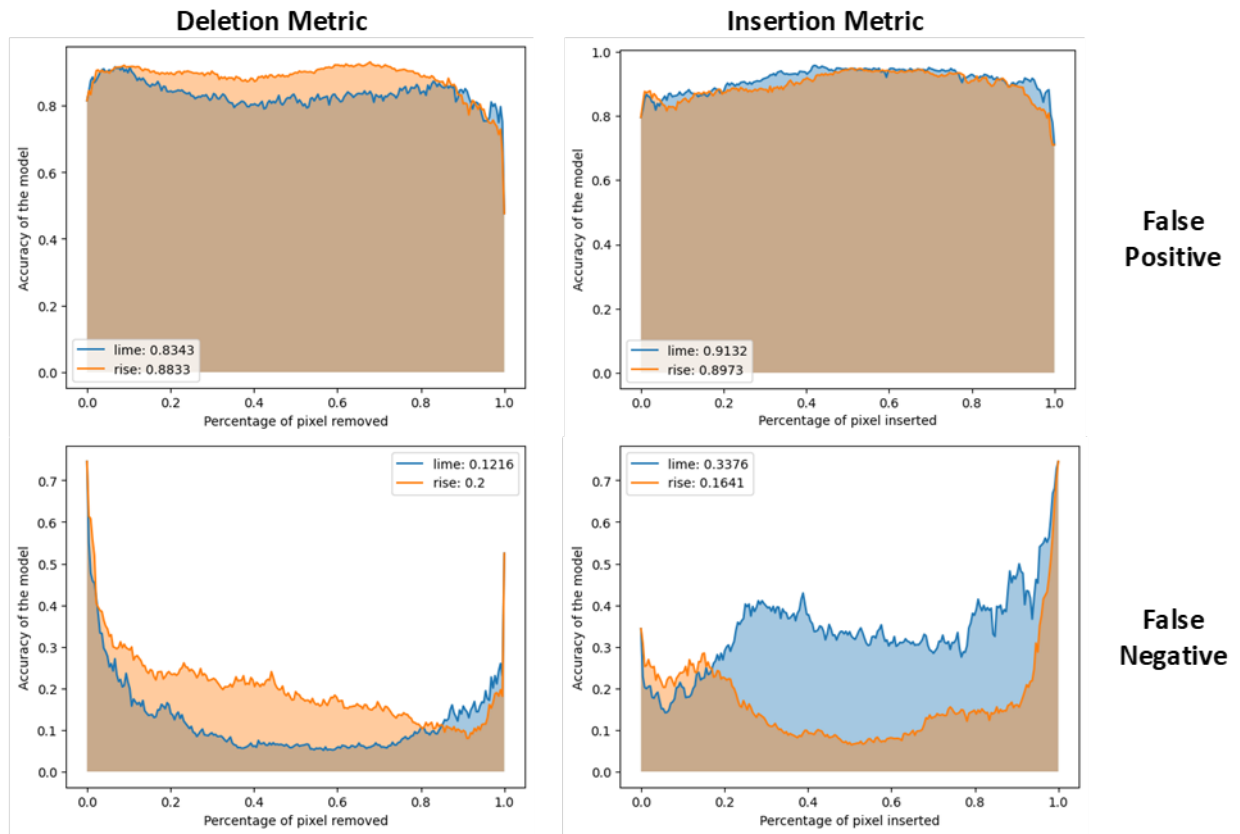 Deletion Metric
Insertion Metric
Accuracy of the model
0.8
0.6
0.4
0.2
0.0
lime: 0.8343
rise: 0.8833
0.0 0.2 0.4 0.6 0.8 1.0
Percentage of pixel removed
Accuracy of the model
1.0
0.8
0.6
0.4
0.2
0.0
lime: 0.9132
rise: 0.8973
0.0 0.2 0.4 0.6 0.8 1.0
Percentage of pixel inserted
False
Positive
Accuracy of the model
0.7
0.6
0.5
0.4
0.3
0.2
0.1
0.0
lime: 0.1216
rise: 0.2
0.0 0.2 0.4 0.6 0.8 1.0
Percentage of pixel removed
Accuracy of the model
0.7
0.6
0.5
0.4
0.3
0.2
0.1
0.0
lime: 0.3376
rise: 0.1641
0.0 0.2 0.4 0.6 0.8 1.0
Percentage of pixel inserted
False
Negative